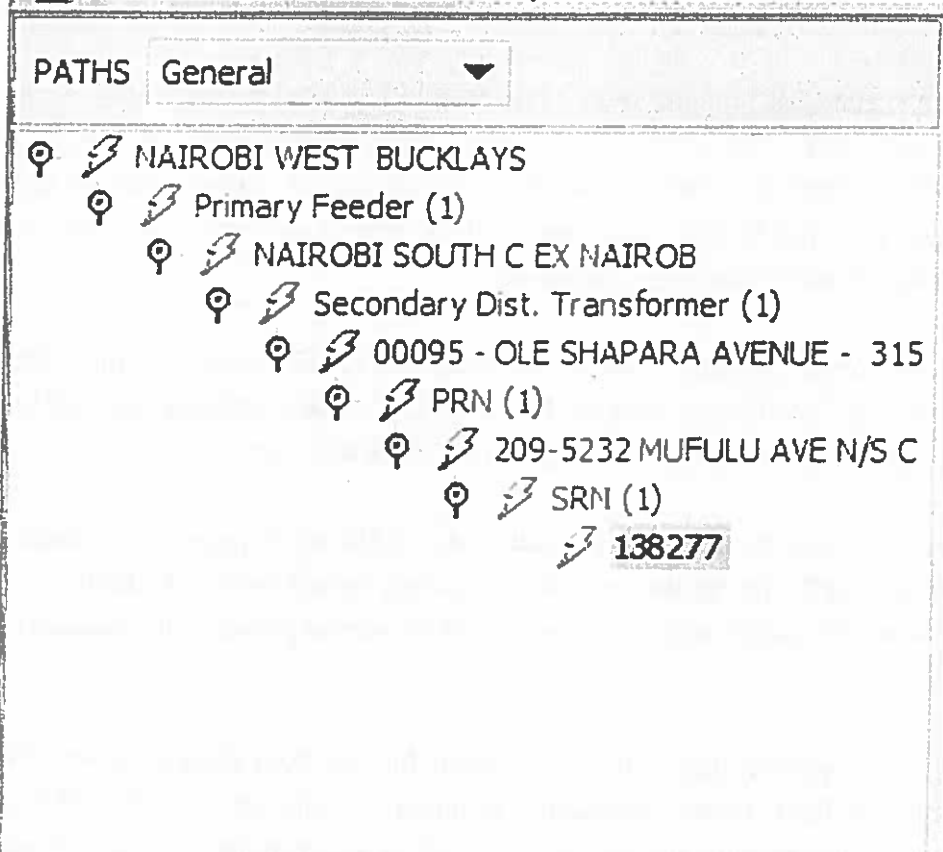 PATHS General
NAIROBI WEST BUCKLAYS
Primary Feeder (1)
NAIROBI SOUTH C EX NAIROB
Secondary Dist. Transformer (1)
00095 - OLE SHAPARA AVENUE - 315
PRN (1)
209-5232 MUFULU AVE N/S C
SRN (1)
138277